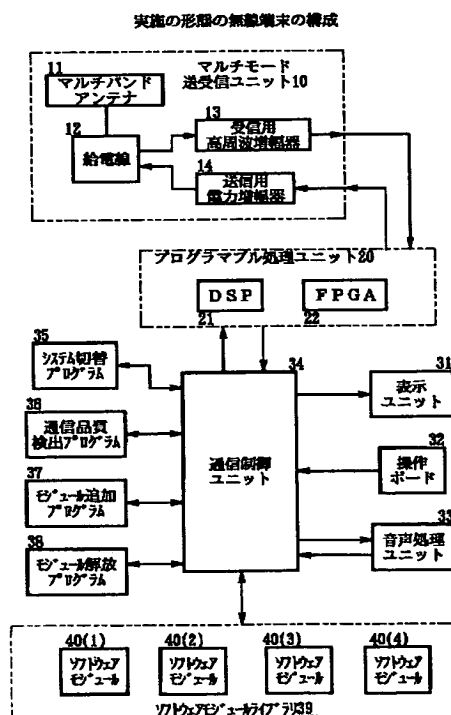 実施の形態の無線端末の構成
マルチモード
送受信ユニット10
11
マルチバンド
アンテナ
12
給電線
13
受信用
高周波増幅器
14
送信用
電力増幅器
プログラマブル処理ユニット20
DSP
21
FPGA
22
35
システム切替
プログラム
36
通信品質
検出プログラム
37
モジュール追加
プログラム
38
モジュール解放
プログラム
34
通信制御
ユニット
31
表示
ユニット
32
操作
ボード
33
音声処理
ユニット
40(1)
ソフトウェア
モジュール
40(2)
ソフトウェア
モジュール
40(3)
ソフトウェア
モジュール
40(4)
ソフトウェア
モジュール
ソフトウェアモジュールライブラリ39